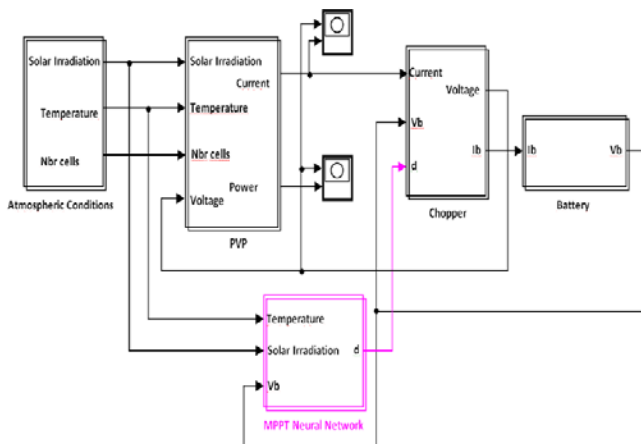 Solar Irradiation
Temperature
Nbr cells
Atmospheric Conditions
Solar Irradiation
Current
Temperature
Nbr cells
Power
Voltage
PVP
Current
Voltage
Vb
Ib
d
Chopper
Ib
Vb
Battery
Temperature
Solar Irradiation
d
Vb
MPPT Neural Network